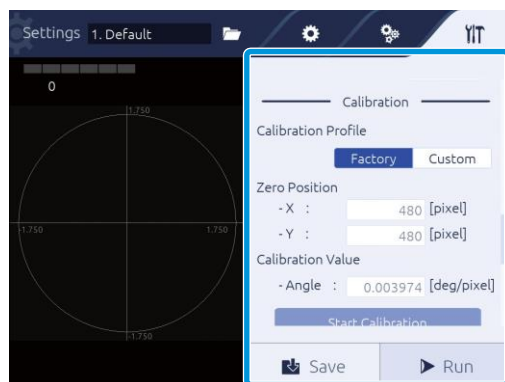 Settings 1. Default
0
1.750
-1.750
1.750
-1.750
Calibration
Calibration Profile
Factory Custom
Zero Position
- X : 480 [pixel]
- Y : 480 [pixel]
Calibration Value
- Angle : 0.003974 [deg/pixel]
Start Calibration
Save Run